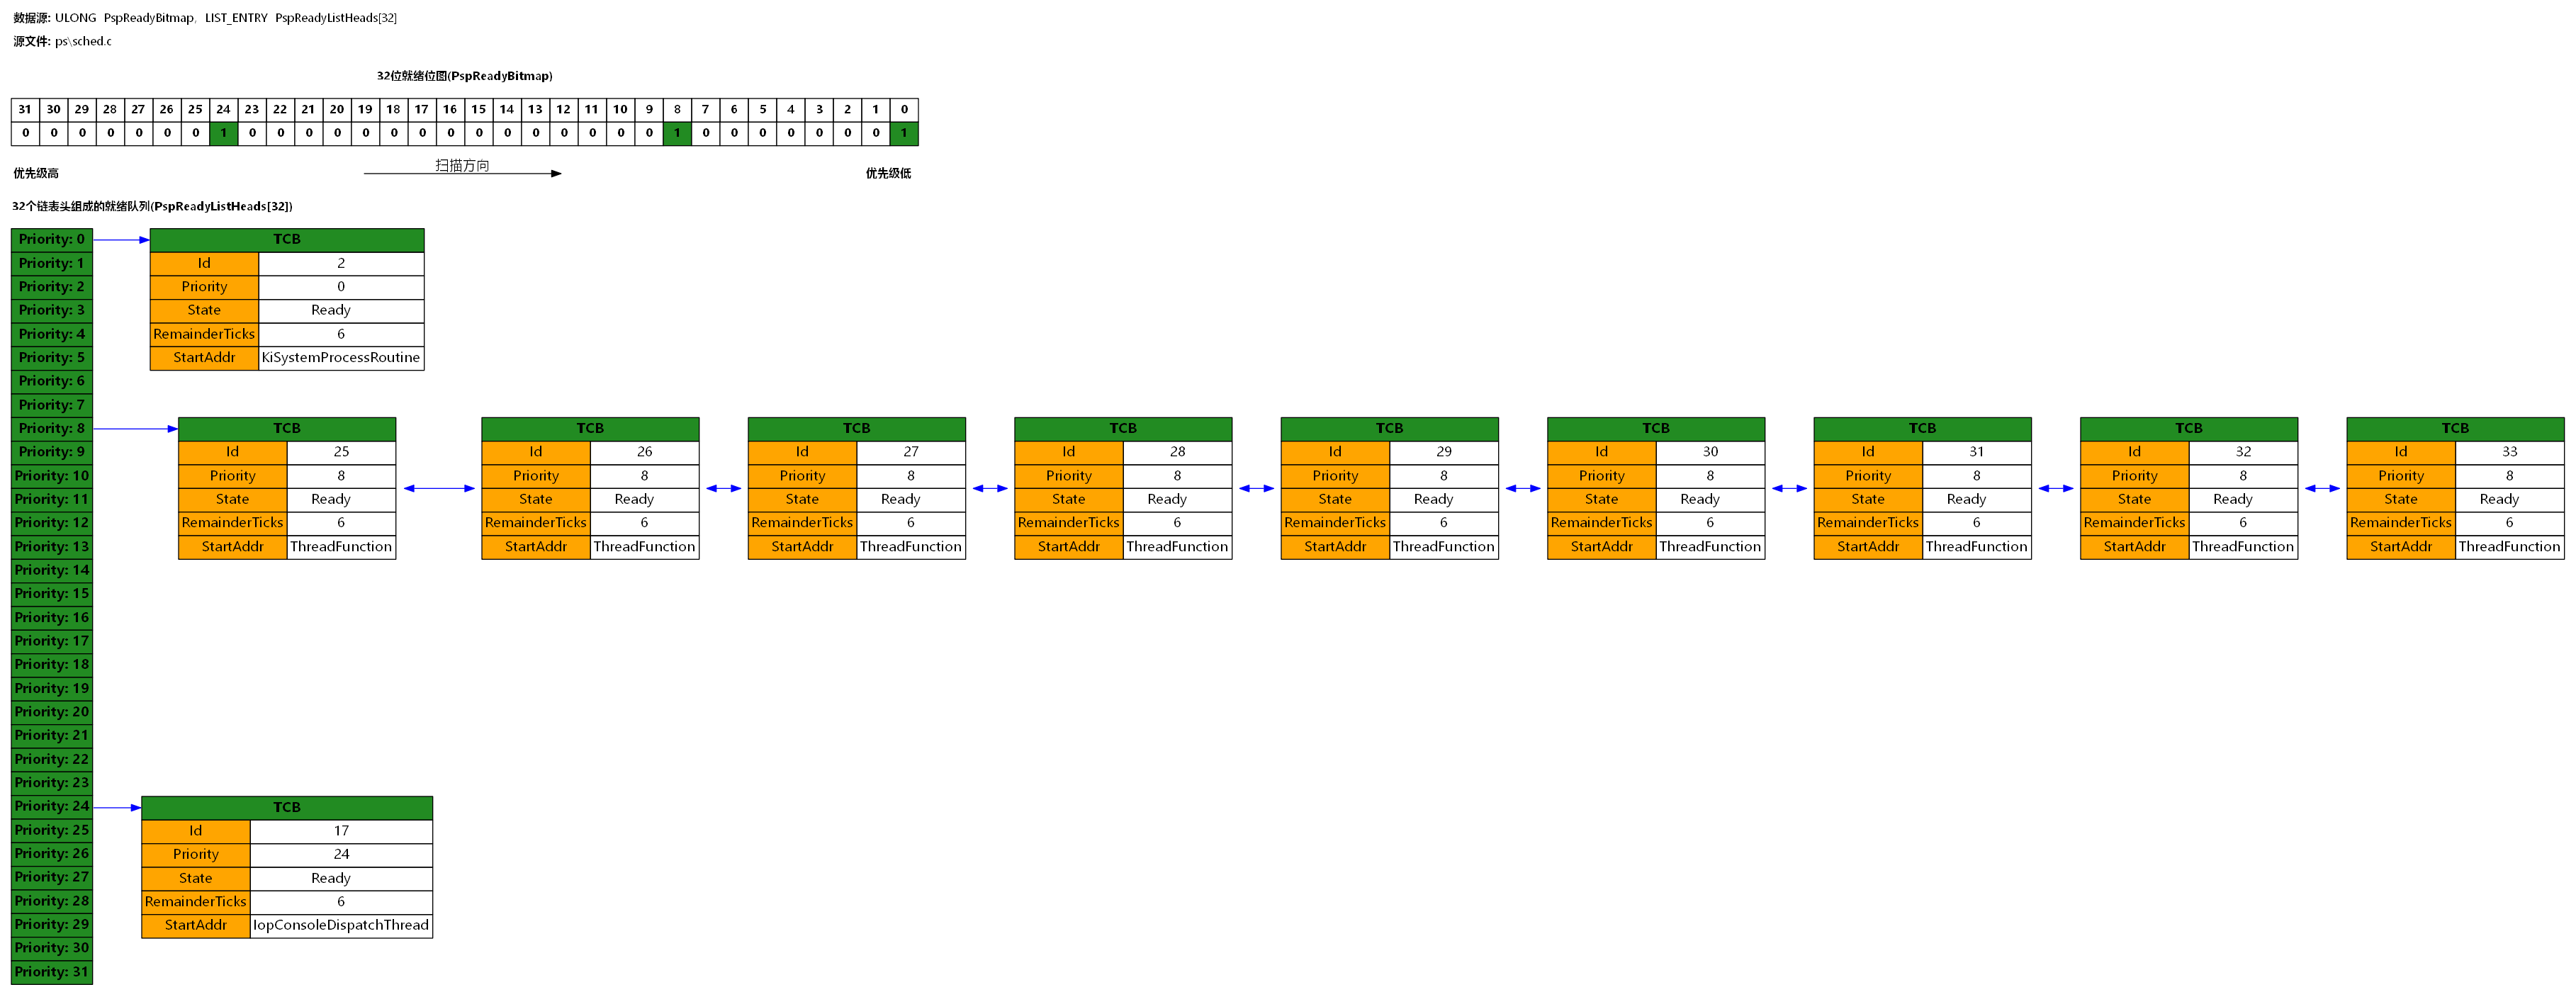 数据源: ULONG PspReadyBitmap, LIST_ENTRY PspReadyListHeads[32]
源文件: ps\sched.c
32位就绪位图(PspReadyBitmap)
31 30 29 28 27 26 25 24 23 22 21 20 19 18 17 16 15 14 13 12 11 10 9 8 7 6 5 4 3 2 1 0
0 0 0 0 0 0 0 1 0 0 0 0 0 0 0 0 0 0 0 0 0 0 0 1 0 0 0 0 0 0 0 1
扫描方向
优先级高 优先级低
32个链表头组成的就绪队列(PspReadyListHeads[32])
Priority: 0 TCB
Priority: 1 Id 2
Priority: 2 Priority 0
Priority: 3 State Ready
Priority: 4 RemainderTicks 6
Priority: 5 StartAddr KiSystemProcessRoutine
Priority: 6
Priority: 7
Priority: 8 TCB TCB TCB TCB TCB TCB TCB TCB TCB
Priority: 9 Id 25 Id 26 Id 27 Id 28 Id 29 Id 30 Id 31 Id 32 Id 33
Priority: 10 Priority 8 Priority 8 Priority 8 Priority 8 Priority 8 Priority 8 Priority 8 Priority 8 Priority 8
Priority: 11 State Ready State Ready State Ready State Ready State Ready State Ready State Ready State Ready State Ready
Priority: 12 RemainderTicks 6 RemainderTicks 6 RemainderTicks 6 RemainderTicks 6 RemainderTicks 6 RemainderTicks 6 RemainderTicks 6 RemainderTicks 6 RemainderTicks 6
Priority: 13 StartAddr ThreadFunction StartAddr ThreadFunction StartAddr ThreadFunction StartAddr ThreadFunction StartAddr ThreadFunction StartAddr ThreadFunction StartAddr ThreadFunction StartAddr ThreadFunction StartAddr ThreadFunction
Priority: 14
Priority: 15
Priority: 16
Priority: 17
Priority: 18
Priority: 19
Priority: 20
Priority: 21
Priority: 22
Priority: 23
Priority: 24 TCB
Priority: 25 Id 17
Priority: 26 Priority 24
Priority: 27 State Ready
Priority: 28 RemainderTicks 6
Priority: 29 StartAddr IopConsoleDispatchThread
Priority: 30
Priority: 31